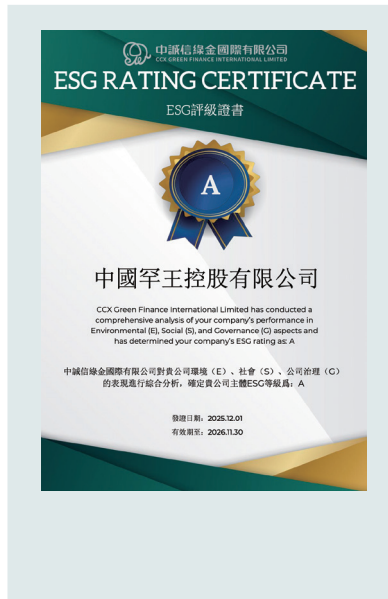 中誠信綠金國際有限公司
CCX GREEN FINANCE INTERNATIONAL LIMITED
ESG RATING CERTIFICATE
ESG評級證書
A
中國罕王控股有限公司
CCX Green Finance International Limited has conducted a
comprehensive analysis of your company's performance in
Environmental (E), Social (S), and Governance (G) aspects and
has determined your company's ESG rating as: A
中誠信綠金國際有限公司對貴公司環境（E）、社會（S）、公司治理（G）
的表現進行綜合分析，確定貴公司主體ESG等級爲：A
發證日期：2025.12.01
有效期至：2026.11.30